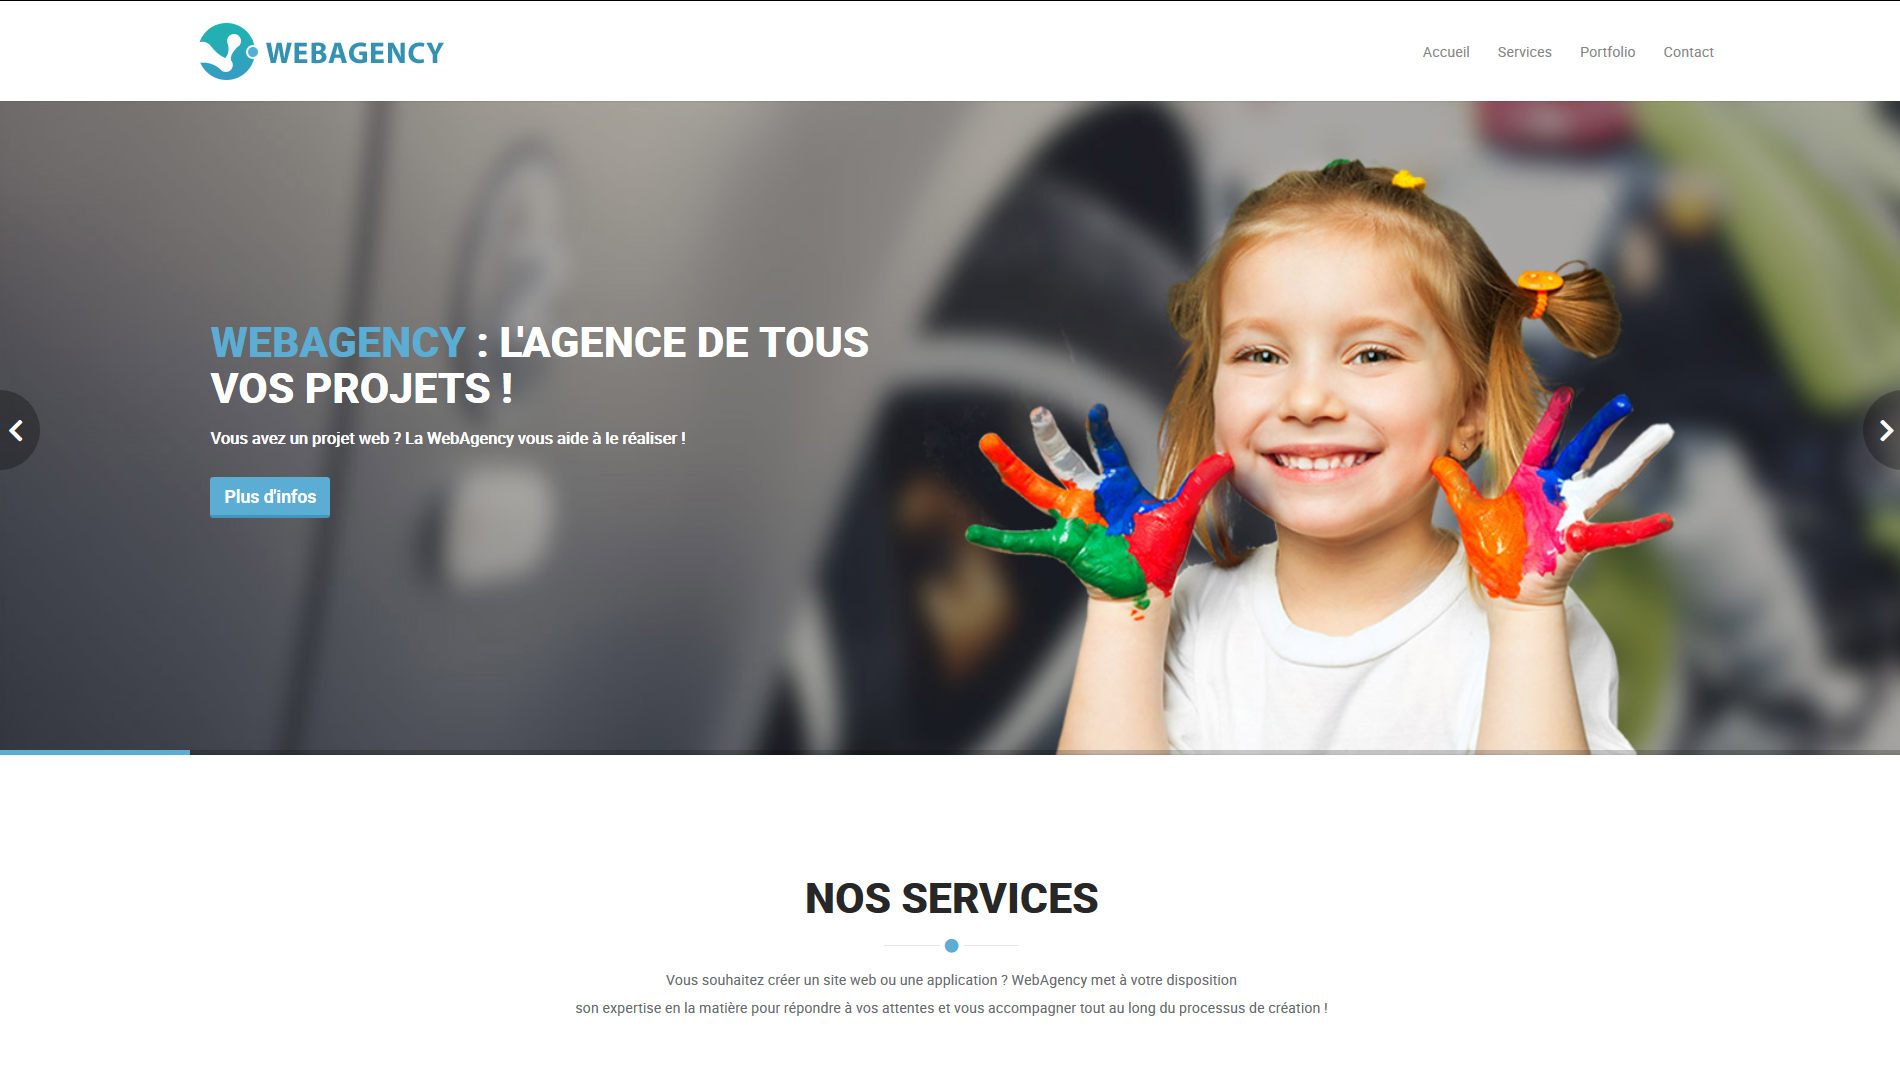 WEBAGENCY
Accueil
Services
Portfolio
Contact
WEBAGENCY : L'AGENCE DE TOUS
VOS PROJETS !
Vous avez un projet web ? La WebAgency vous aide à le réaliser !
Plus d'infos
NOS SERVICES
Vous souhaitez créer un site web ou une application ? WebAgency met à votre disposition
son expertise en la matière pour répondre à vos attentes et vous accompagner tout au long du processus de création !